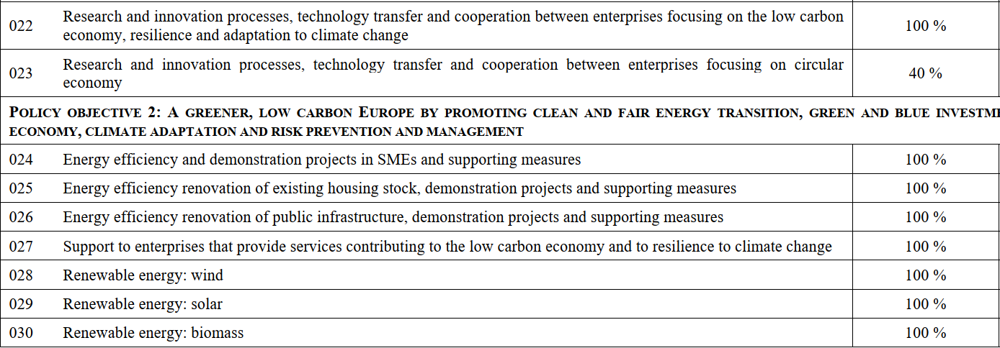 022 Research and innovation processes, technology transfer and cooperation between enterprises focusing on the low carbon
economy, resilience and adaptation to climate change 100 %
023 Research and innovation processes, technology transfer and cooperation between enterprises focusing on circular
economy 40 %
POLICY OBJECTIVE 2: A GREENER, LOW CARBON EUROPE BY PROMOTING CLEAN AND FAIR ENERGY TRANSITION, GREEN AND BLUE
ECONOMY, CLIMATE ADAPTATION AND RISK PREVENTION AND MANAGEMENT
024 Energy efficiency and demonstration projects in SMEs and supporting measures 100 %
025 Energy efficiency renovation of existing housing stock, demonstration projects and supporting measures 100 %
026 Energy efficiency renovation of public infrastructure, demonstration projects and supporting measures 100 %
027 Support to enterprises that provide services contributing to the low carbon economy and to resilience to climate change 100 %
028 Renewable energy: wind 100 %
029 Renewable energy: solar 100 %
030 Renewable energy: biomass 100 %